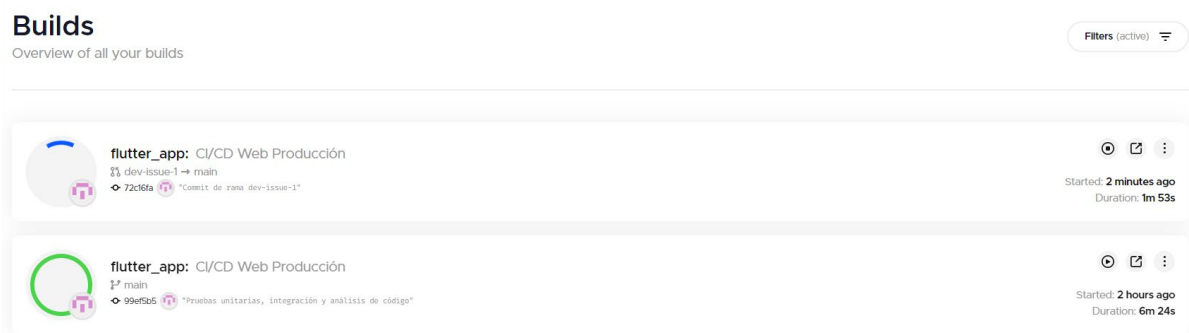 Builds
Overview of all your builds
Filters (active)
flutter_app: CI/CD Web Producción
dev-issue-1 → main
72c16fa "Commit de rama dev-issue-1"
Started: 2 minutes ago
Duration: 1m 53s
flutter_app: CI/CD Web Producción
main
99ef5b5 "Pruebas unitarias, integración y análisis de código"
Started: 2 hours ago
Duration: 6m 24s